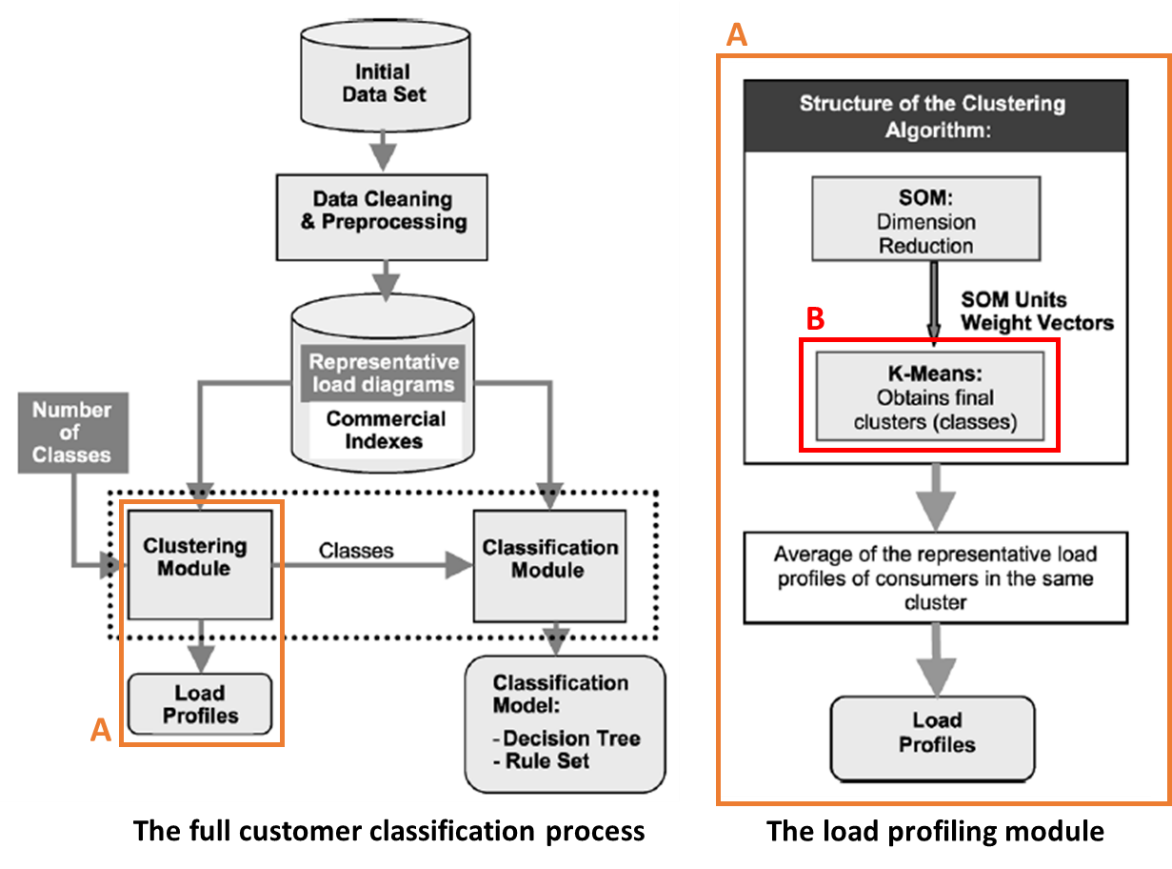 Initial
Data Set
Data Cleaning
& Preprocessing
Representative
load diagrams
Commercial
Indexes
Number
of
Classes
Clustering
Module
Classes
Classification
Module
Load
Profiles
A
Classification
Model:
- Decision Tree
- Rule Set
The full customer classification process
A
Structure of the Clustering
Algorithm:
SOM:
Dimension
Reduction
SOM Units
Weight Vectors
B
K-Means:
Obtains final
clusters (classes)
Average of the representative load
profiles of consumers in the same
cluster
Load
Profiles
The load profiling module